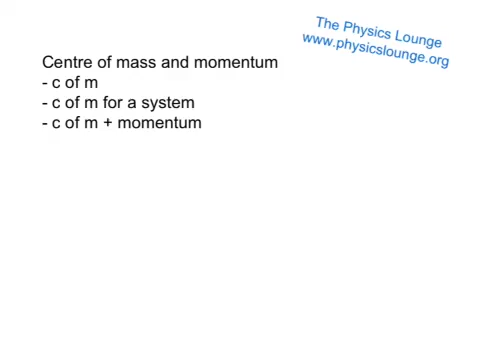 The Physics Lounge
www.physicslounge.org
Centre of mass and momentum
- c of m
- c of m for a system
- c of m + momentum